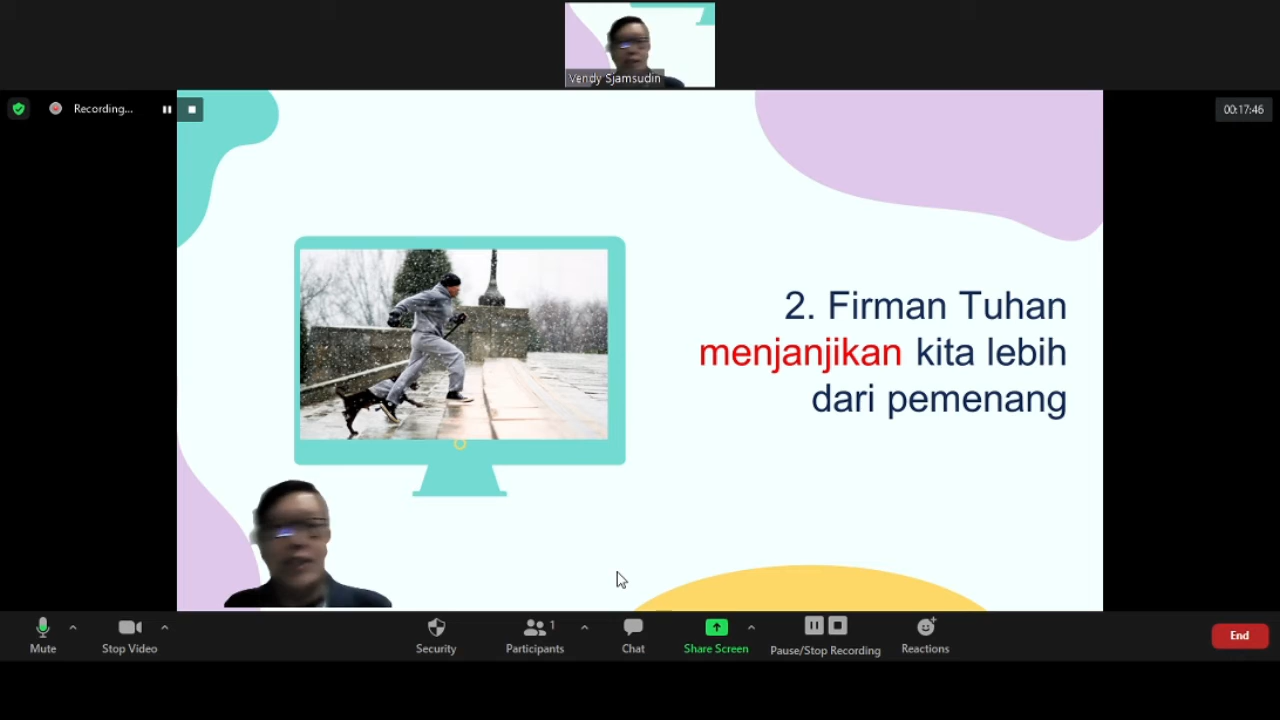 Vendy Sjamsudin
Recording...
00:17:46
2. Firman Tuhan
menjanjikan kita lebih
dari pemenang
Mute
Stop Video
Security
1
Participants
Chat
Share Screen
Pause/Stop Recording
Reactions
End